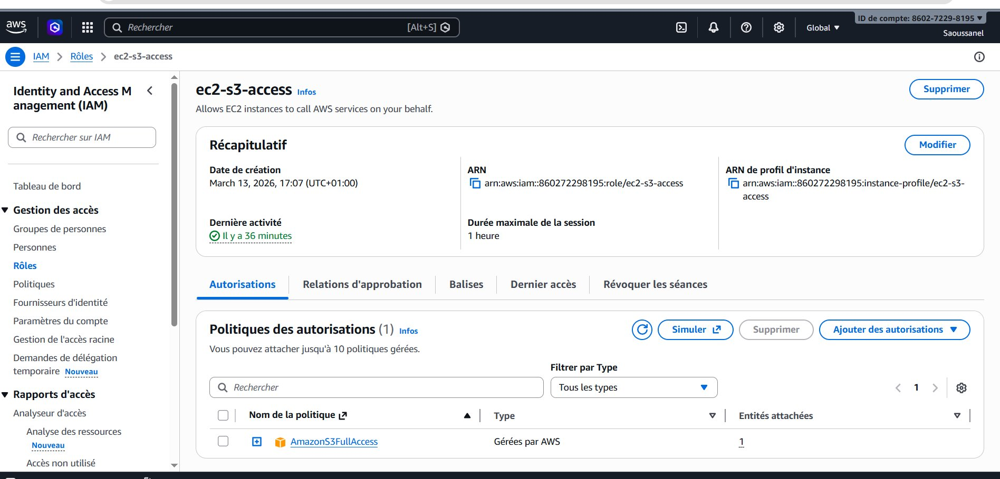 aws
Rechercher
[Alt+S]
Global
ID de compte: 8602-7229-8195
Saoussanel
IAM
Rôles
ec2-s3-access
Identity and Access M
anagement (IAM)
Rechercher sur IAM
Tableau de bord
Gestion des accès
Groupes de personnes
Personnes
Rôles
Politiques
Fournisseurs d'identité
Paramètres du compte
Gestion de l'accès racine
Demandes de délégation
temporaire Nouveau
Rapports d'accès
Analyseur d'accès
Analyse des ressources
Nouveau
Accès non utilisé
ec2-s3-access Infos
Supprimer
Allows EC2 instances to call AWS services on your behalf.
Récapitulatif
Modifier
Date de création
March 13, 2026, 17:07 (UTC+01:00)
ARN
arn:aws:iam::860272298195:role/ec2-s3-access
ARN de profil d'instance
arn:aws:iam::860272298195:instance-profile/ec2-s3-
access
Dernière activité
Il y a 36 minutes
Durée maximale de la session
1 heure
Autorisations
Relations d'approbation
Balises
Dernier accès
Révoquer les séances
Politiques des autorisations (1) Infos
Simuler
Supprimer
Ajouter des autorisations
Vous pouvez attacher jusqu'à 10 politiques gérées.
Filtrer par Type
Rechercher
Tous les types
1
Nom de la politique
Type
Entités attachées
AmazonS3FullAccess
Gérées par AWS
1